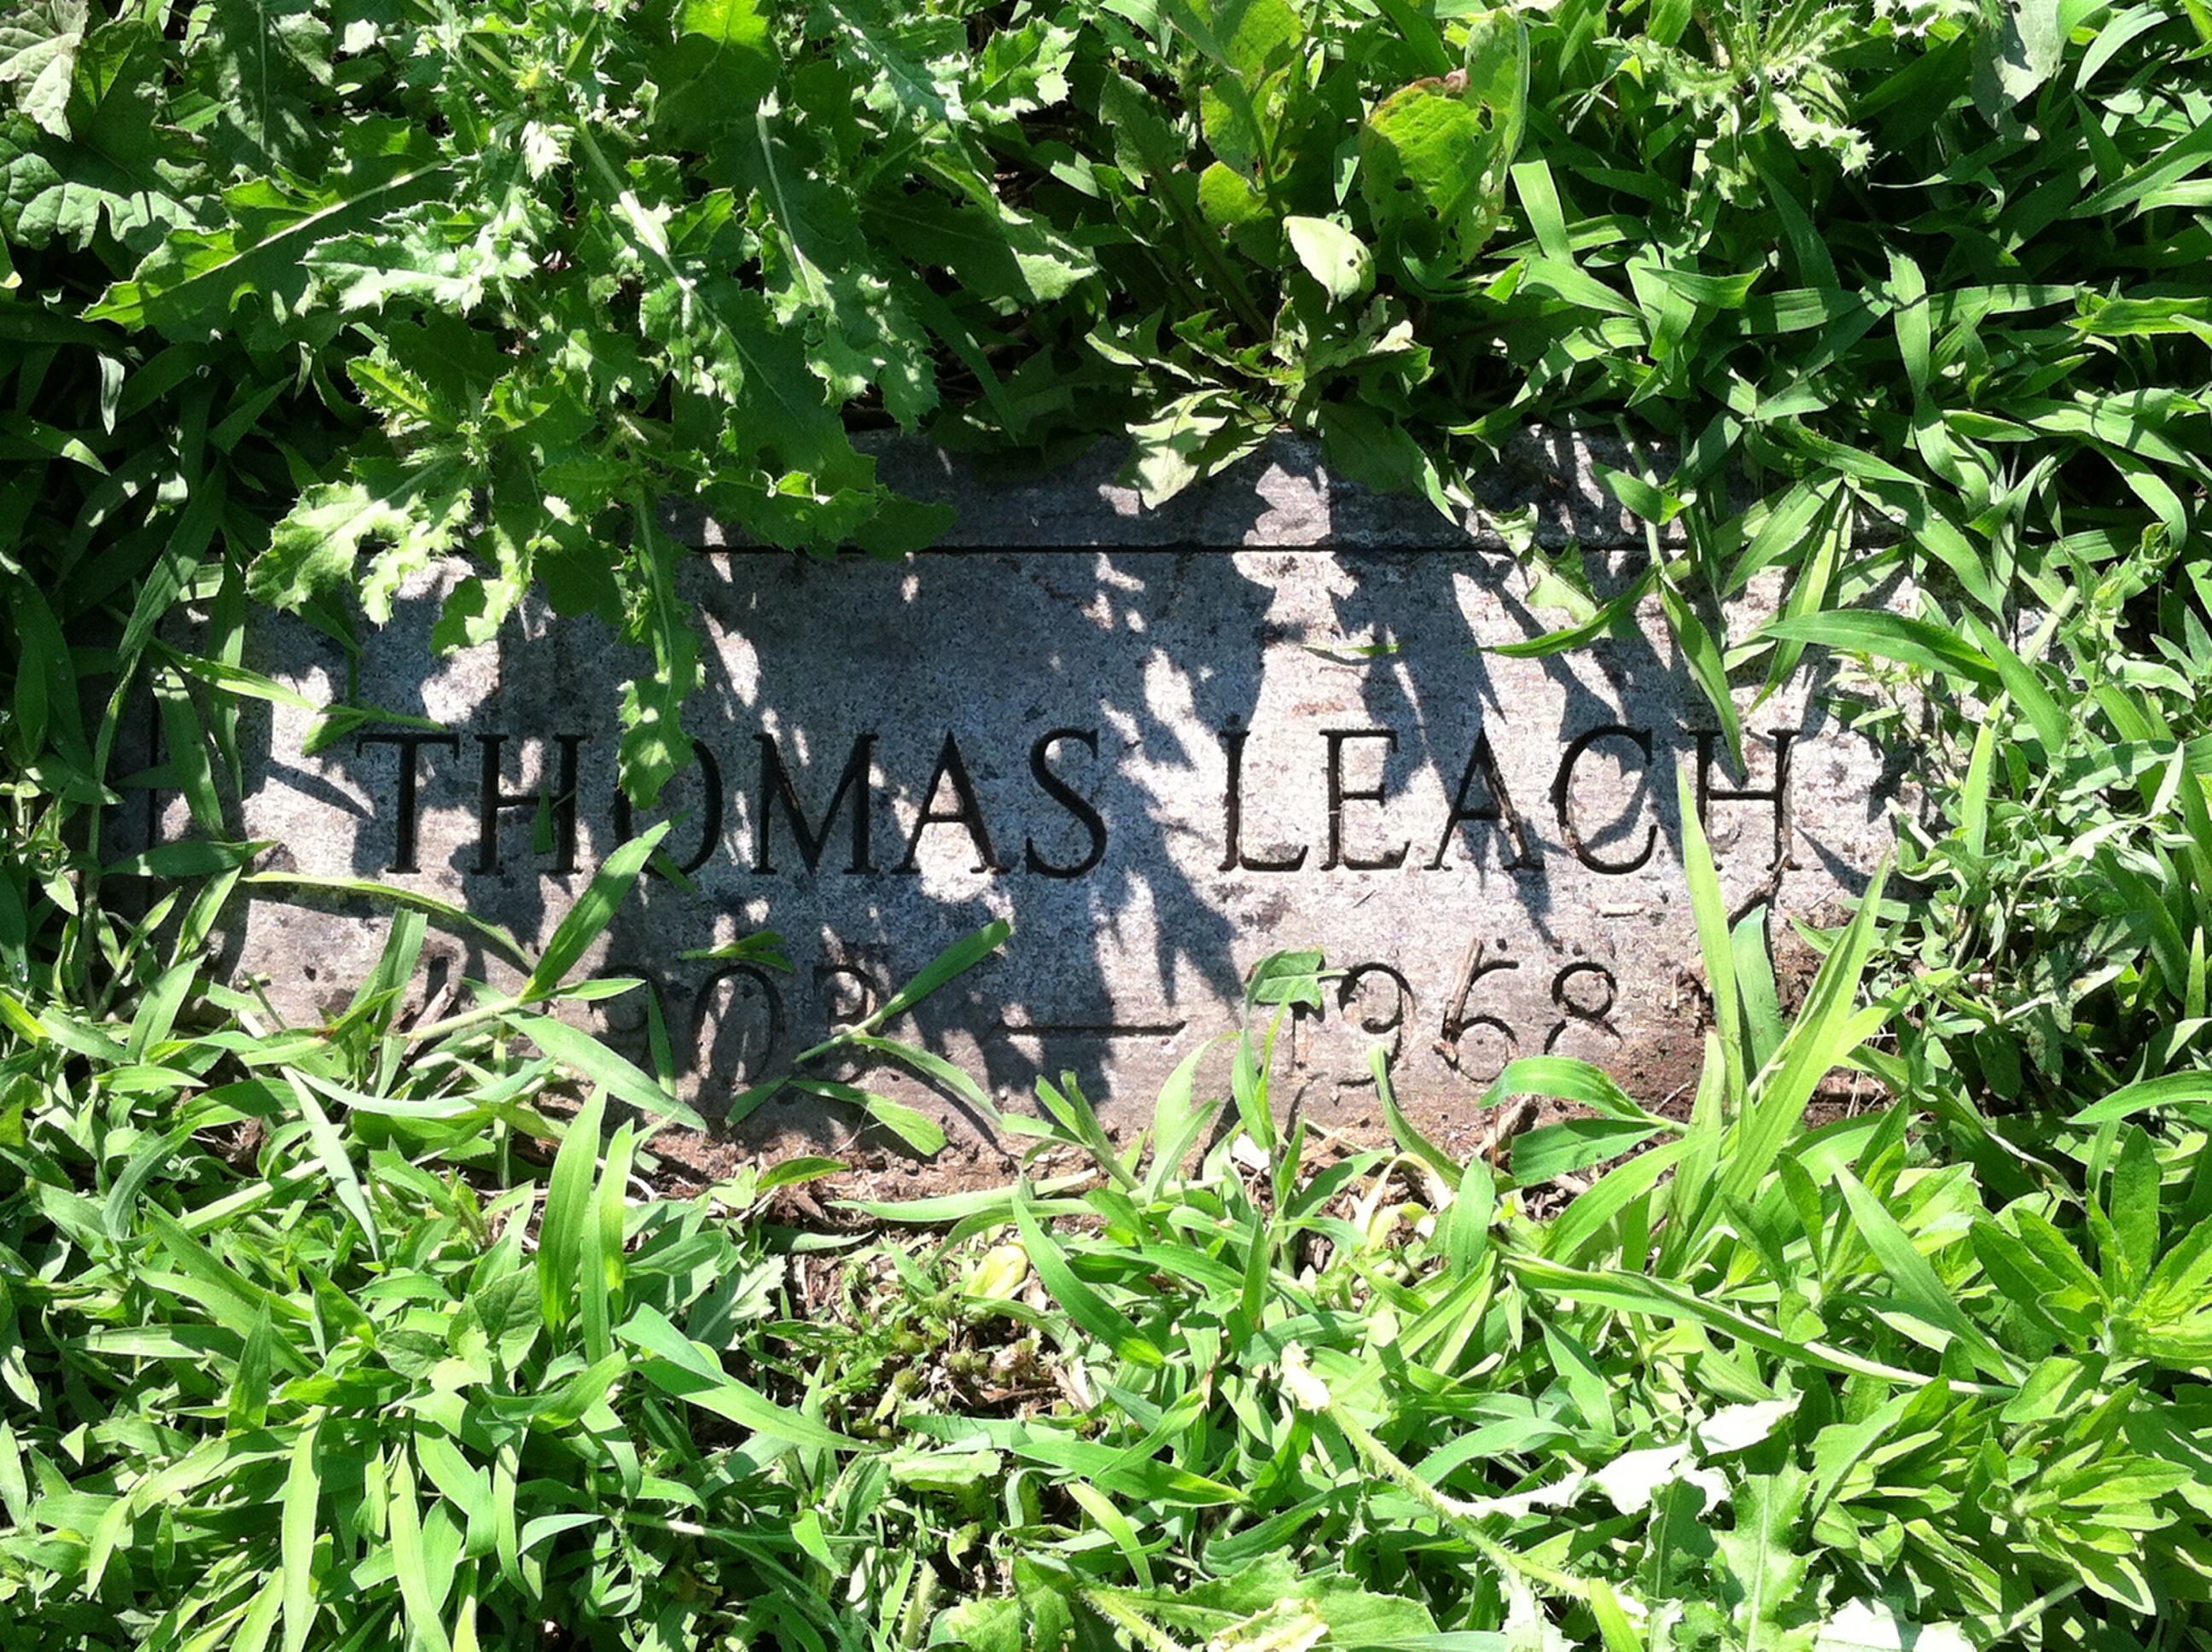 THOMAS LEACH
— 1968